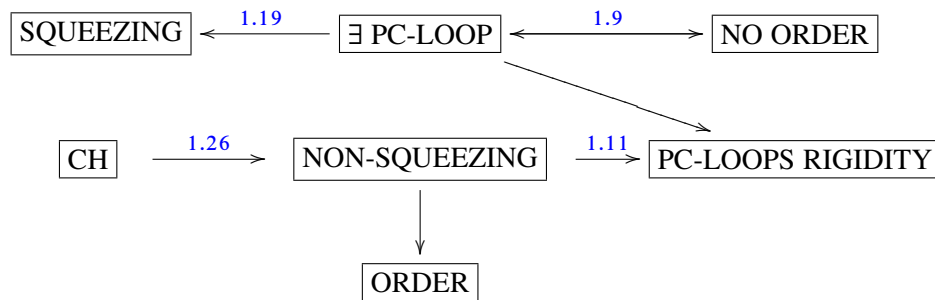 1.19 1.9
SQUEEZING ∃ PC-LOOP NO ORDER
1.26 1.11
CH NON-SQUEEZING PC-LOOPS RIGIDITY
ORDER